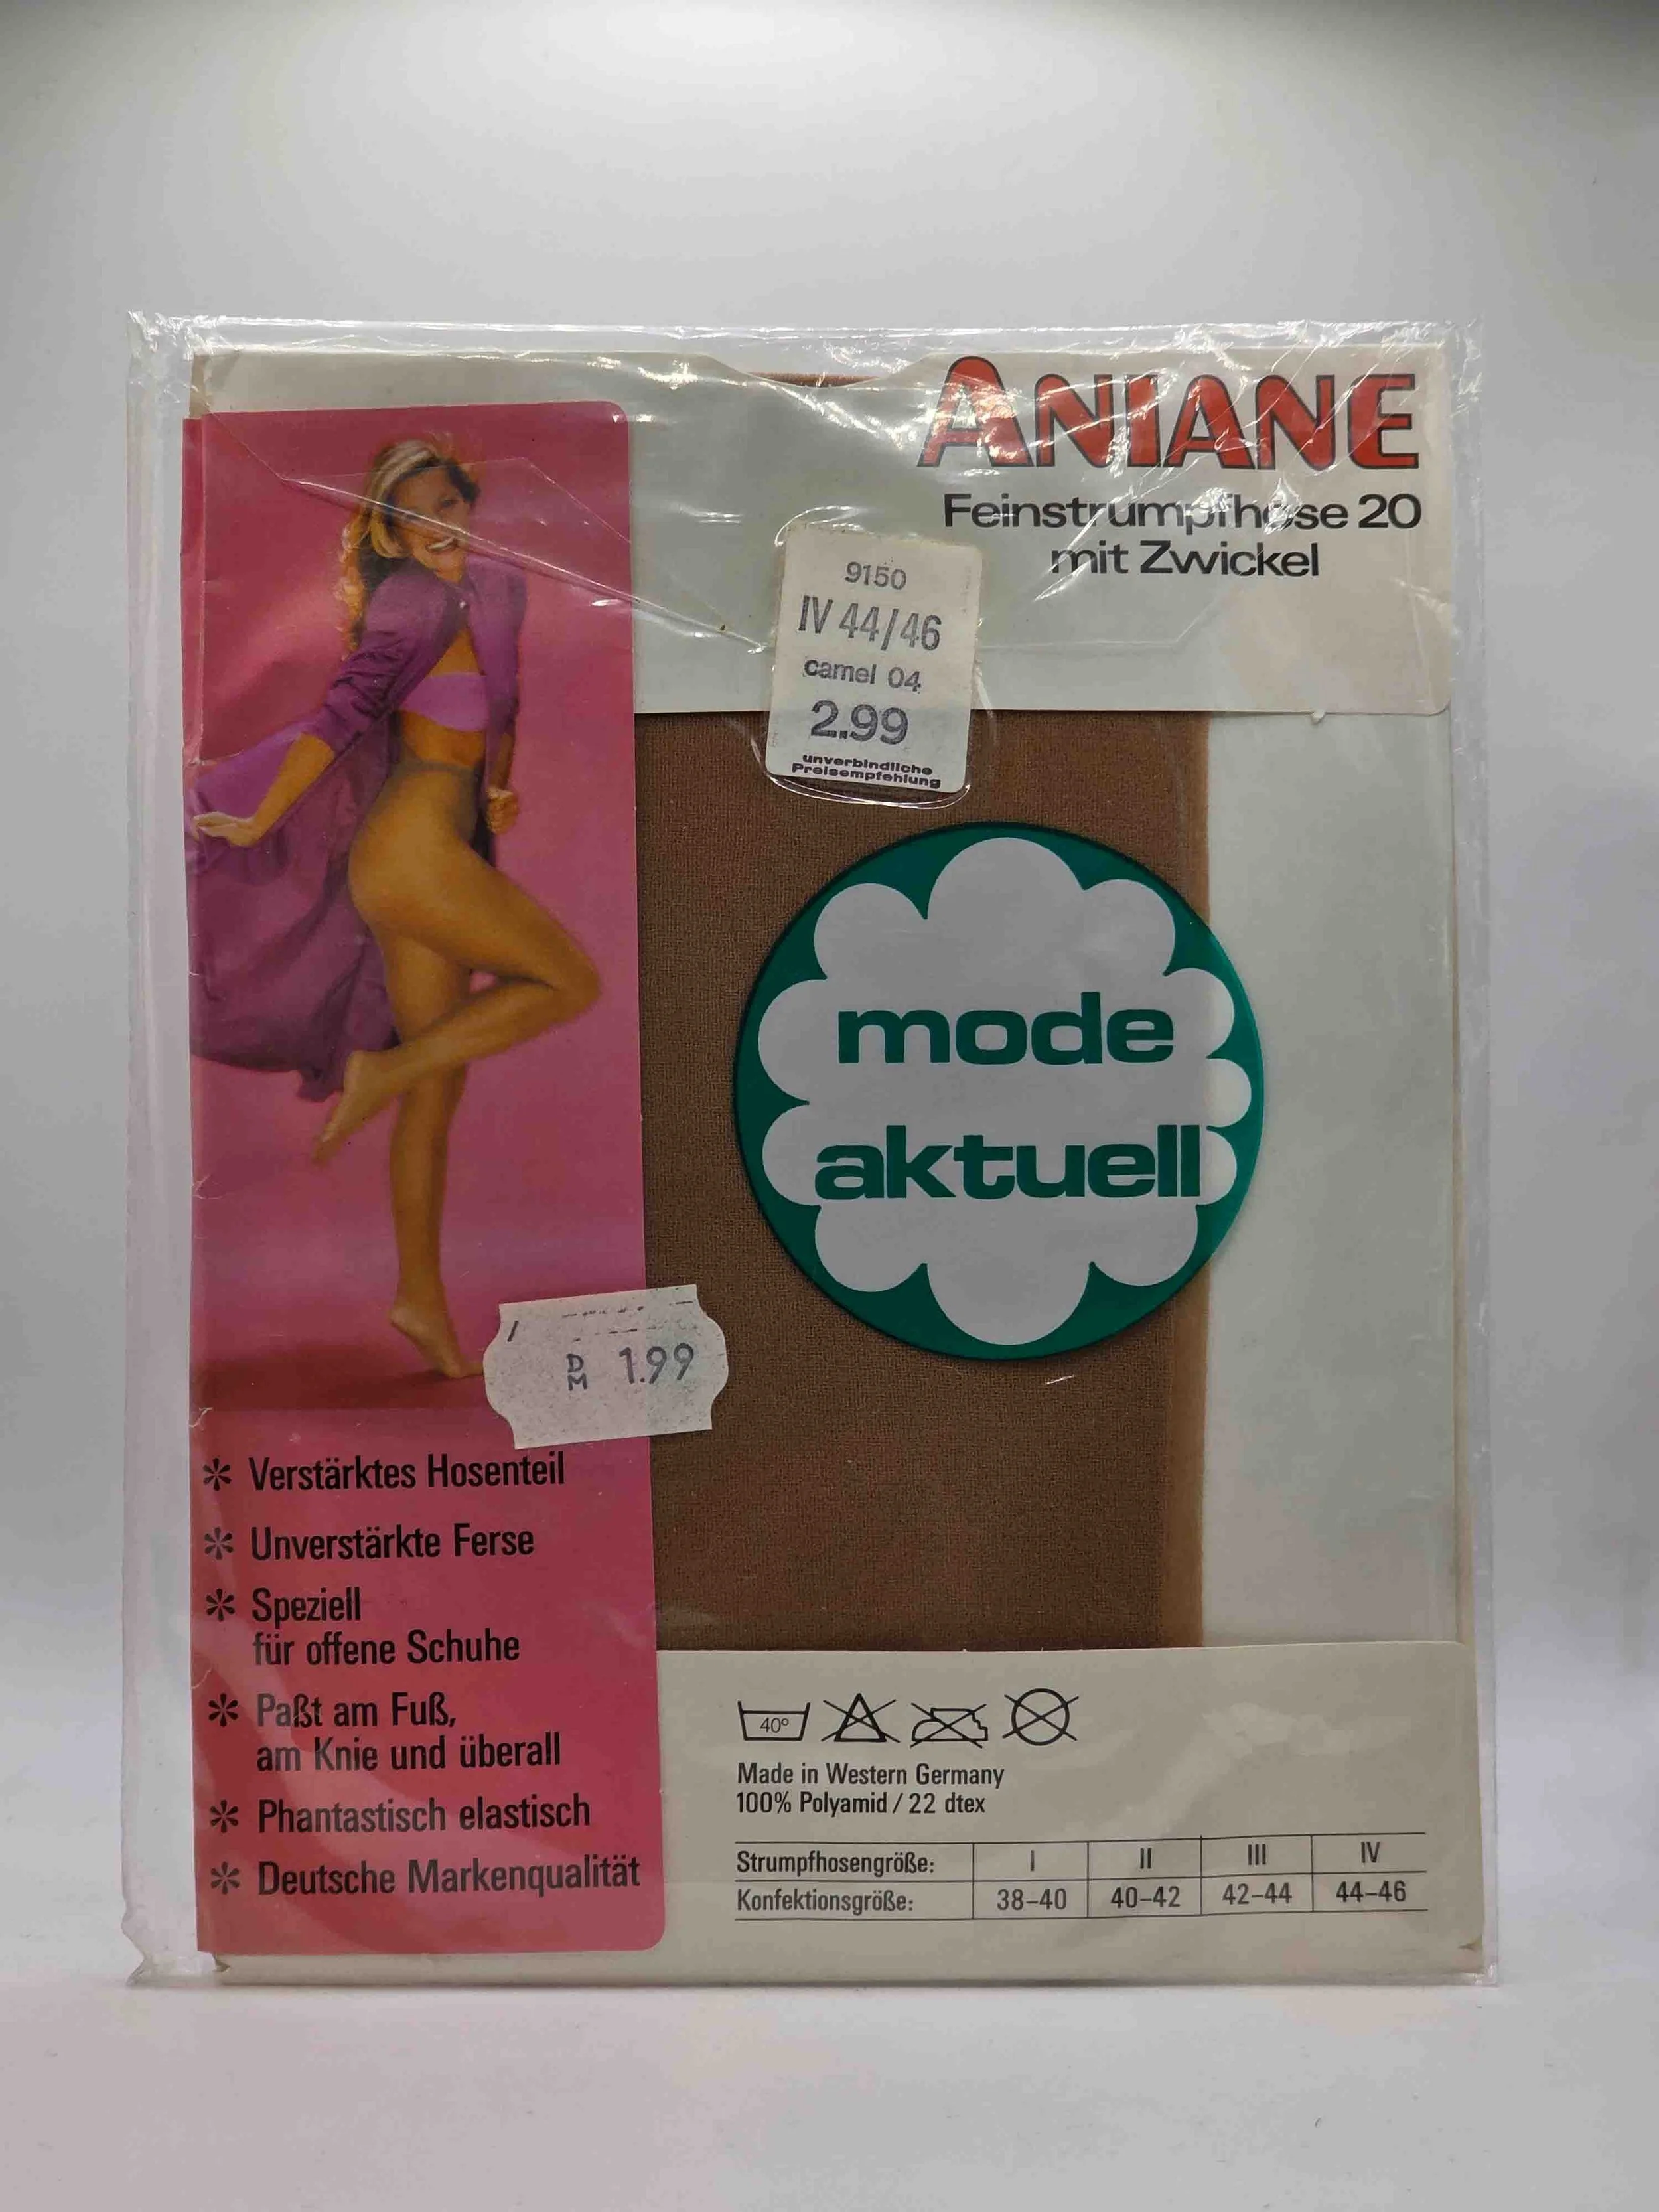 ANIANE
Feinstrumpfhose 20
mit Zwickel
9150
IV 44/46
camel 04
2.99
unverbindliche
Preisempfehlung
mode
aktuell
DM 1.99
* Verstärktes Hosenteil
* Unverstärkte Ferse
* Speziell
für offene Schuhe
* Paßt am Fuß,
am Knie und überall
* Phantastisch elastisch
* Deutsche Markenqualität
40°
Made in Western Germany
100% Polyamid / 22 dtex
Strumpfhosengröße: I II III IV
Konfektionsgröße: 38–40 40–42 42–44 44–46